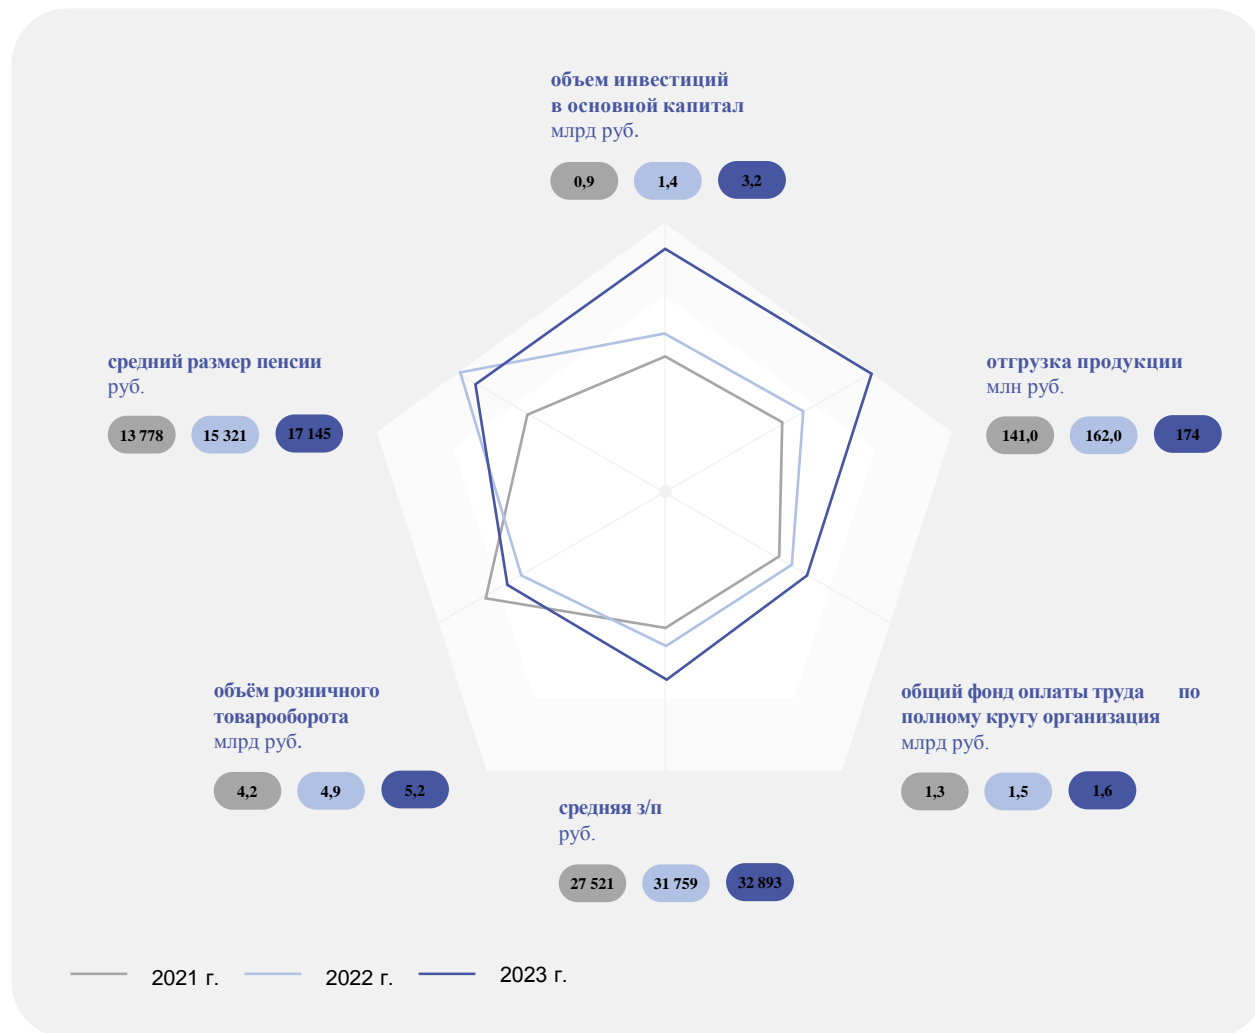 объем инвестиций
в основной капитал
млрд руб.
0,9 1,4 3,2
средний размер пенсии
руб.
13 778 15 321 17 145
отгрузка продукции
млн руб.
141,0 162,0 174
объём розничного
товарооборота
млрд руб.
4,2 4,9 5,2
общий фонд оплаты труда по
полному кругу организация
млрд руб.
1,3 1,5 1,6
средняя з/п
руб.
27 521 31 759 32 893
2021 г. 2022 г. 2023 г.